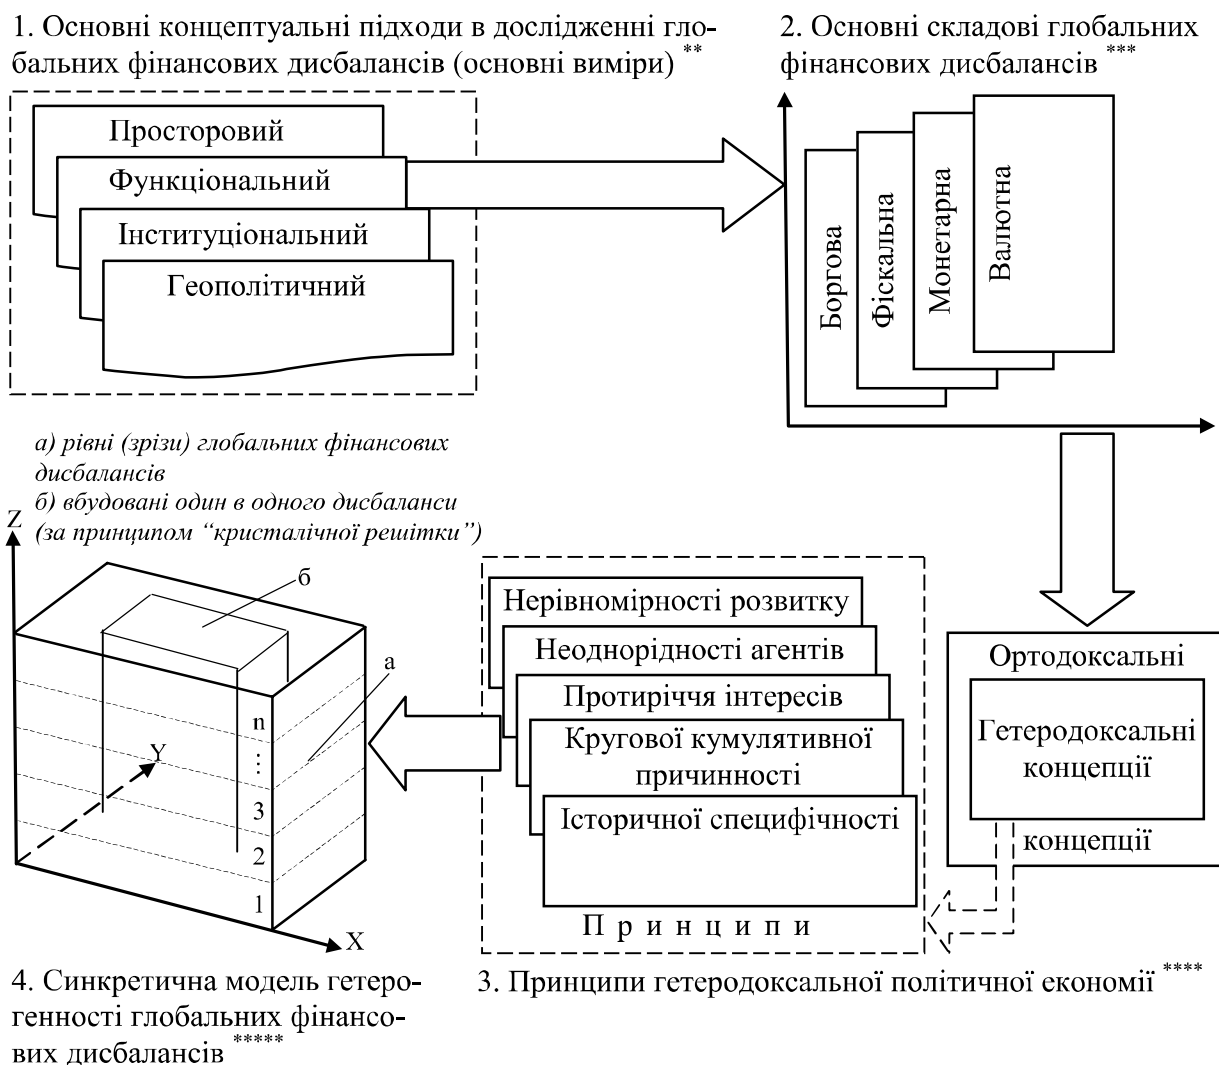 1. Основні концептуальні підходи в дослідженні гло-
бальних фінансових дисбалансів (основні виміри) **
Просторовий
Функціональний
Інституціональний
Геополітичний
2. Основні складові глобальних
фінансових дисбалансів ***
Боргова
Фіскальна
Монетарна
Валютна
а) рівні (зрізи) глобальних фінансових
дисбалансів
б) вбудовані один в одного дисбаланси
(за принципом “кристалічної решітки”)
Z
б
а
n
⋮
Y
3
2
1
X
Нерівномірності розвитку
Неоднорідності агентів
Протиріччя інтересів
Кругової кумулятивної
причинності
Історичної специфічності
Принципи
Ортодоксальні
Гетеродоксальні
концепції
концепції
4. Синкретична модель гетеро-
генності глобальних фінансо-
вих дисбалансів *****
3. Принципи гетеродоксальної політичної економії ****